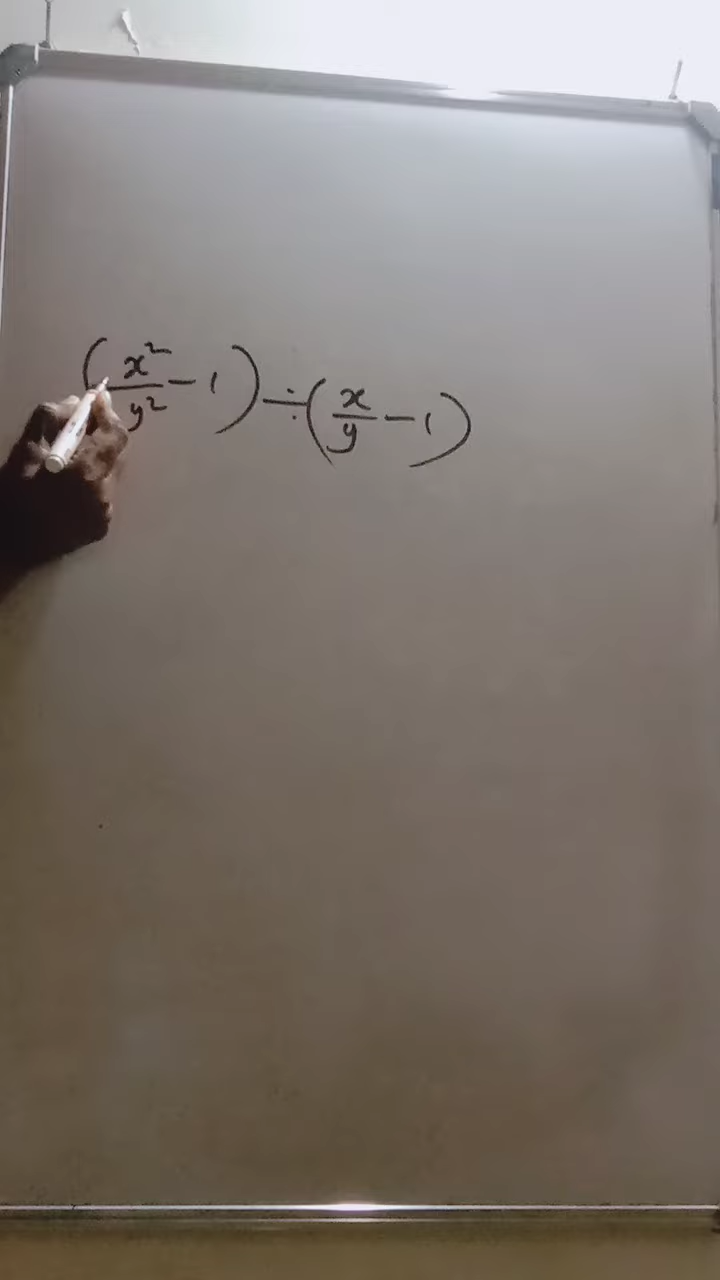 (x²/y² − 1) ÷ (x/y − 1)